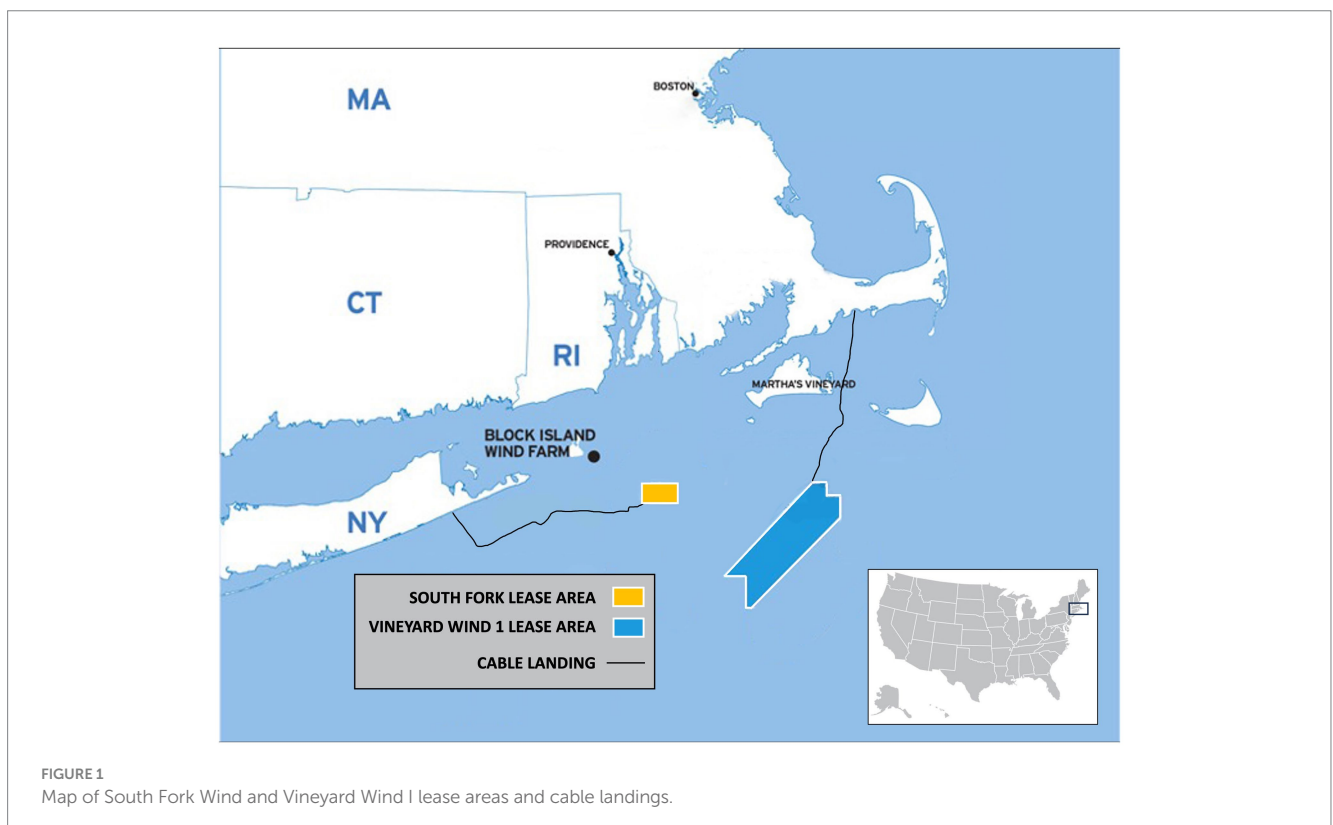 MA
BOSTON
PROVIDENCE
CT
RI
MARTHA'S VINEYARD
BLOCK ISLAND
WIND FARM
NY
SOUTH FORK LEASE AREA
VINEYARD WIND 1 LEASE AREA
CABLE LANDING
FIGURE 1
Map of South Fork Wind and Vineyard Wind I lease areas and cable landings.